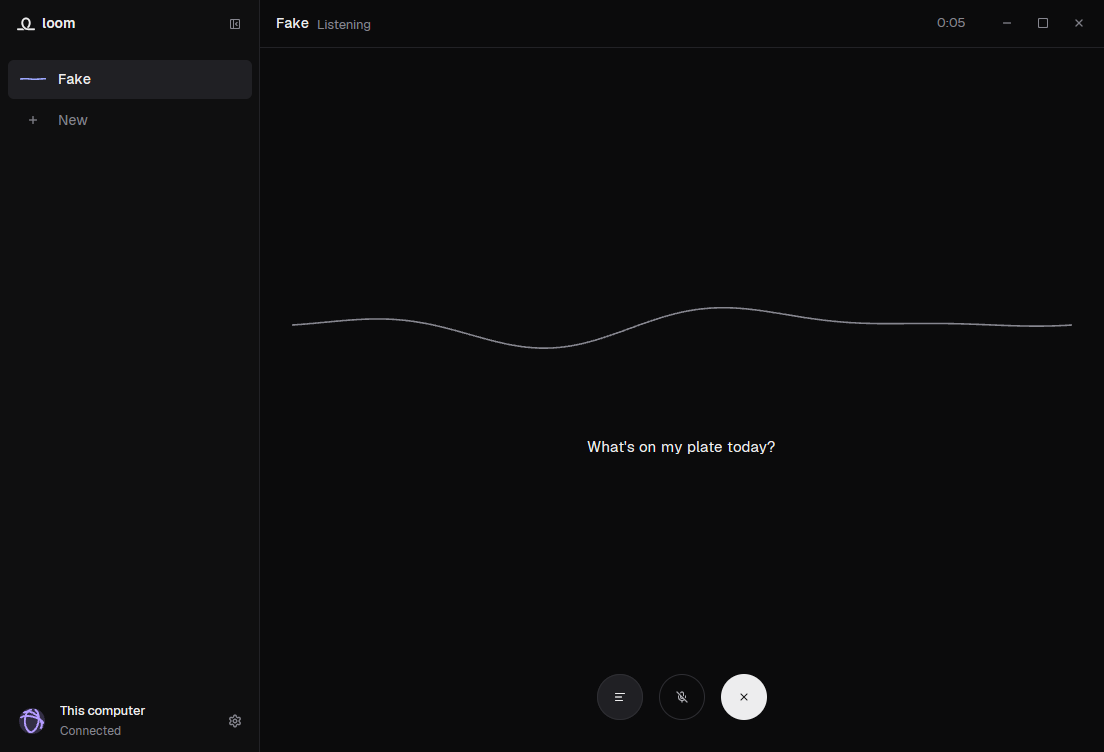 loom
Fake
New
This computer
Connected
Fake Listening
0:05
What's on my plate today?